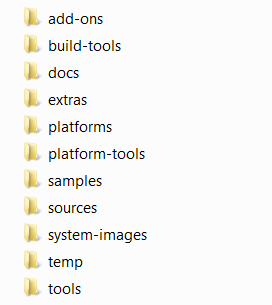 add-ons
build-tools
docs
extras
platforms
platform-tools
samples
sources
system-images
temp
tools